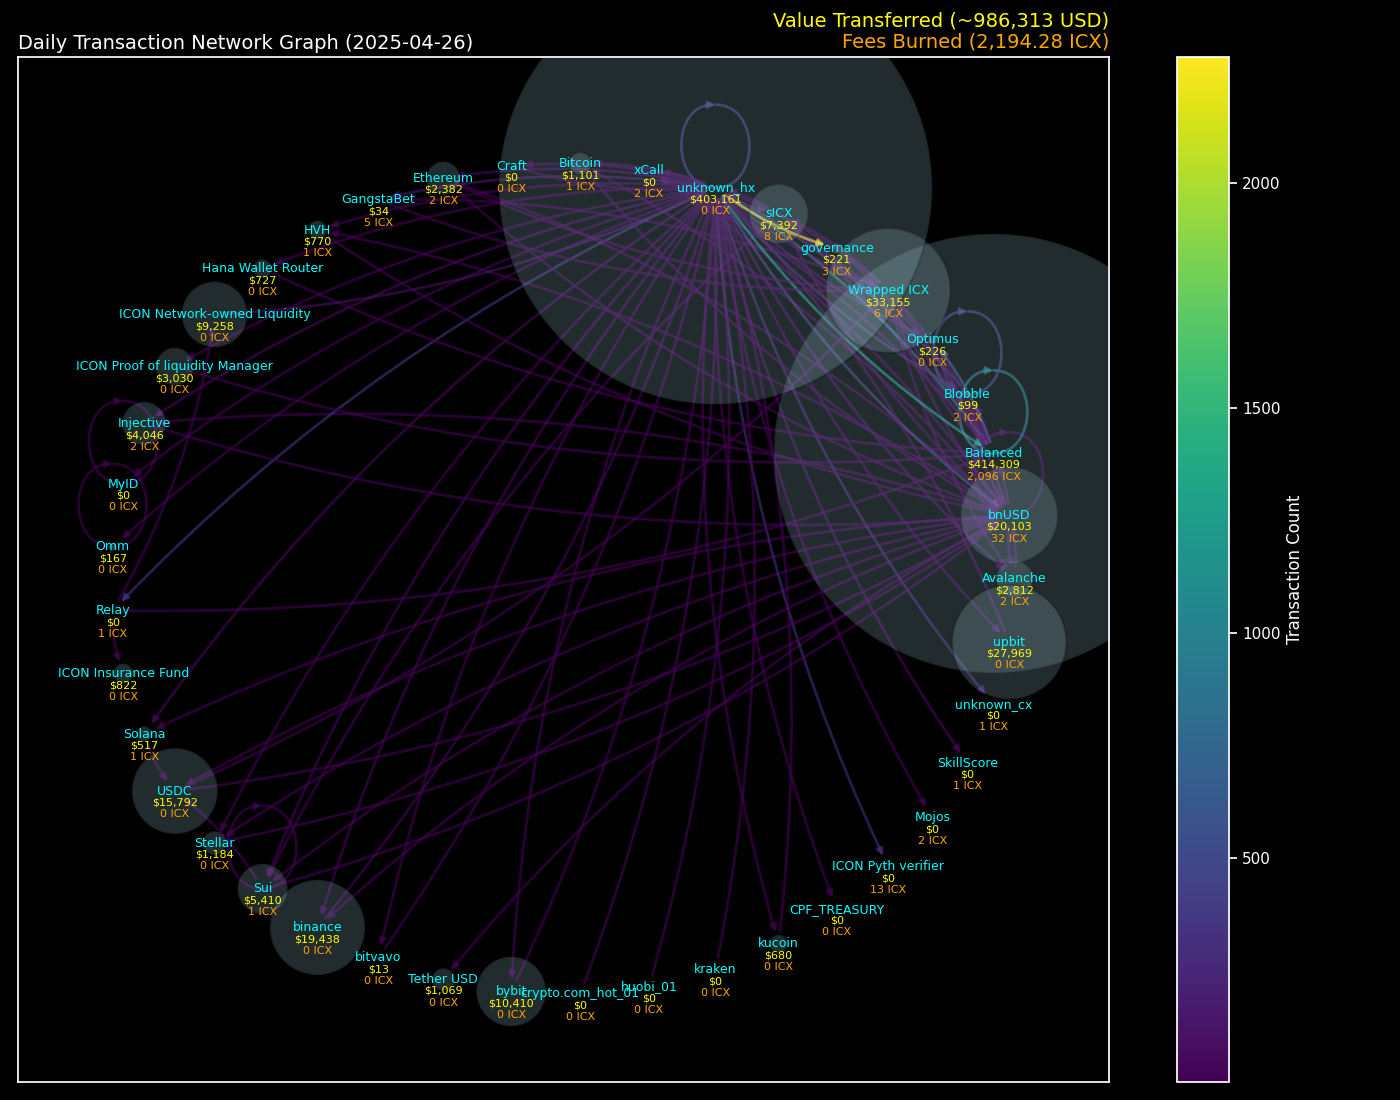 Value Transferred (~986,313 USD)
Daily Transaction Network Graph (2025-04-26)
Fees Burned (2,194.28 ICX)
unknown_hx
$403,161
0 ICX
sICX
$7,392
8 ICX
governance
$221
3 ICX
Wrapped ICX
$33,155
6 ICX
Optimus
$226
0 ICX
Blobble
$99
2 ICX
Balanced
$414,309
2,096 ICX
bnUSD
$20,103
32 ICX
Avalanche
$2,812
2 ICX
upbit
$27,969
0 ICX
unknown_cx
$0
1 ICX
SkillScore
$0
1 ICX
Mojos
$0
2 ICX
ICON Pyth verifier
$0
13 ICX
CPF_TREASURY
$0
0 ICX
kucoin
$680
0 ICX
kraken
$0
0 ICX
huobi_01
$0
0 ICX
crypto.com_hot_01
$0
0 ICX
bybit
$10,410
0 ICX
Tether USD
$1,069
0 ICX
bitvavo
$13
0 ICX
binance
$19,438
0 ICX
Sui
$5,410
1 ICX
Stellar
$1,184
0 ICX
USDC
$15,792
0 ICX
Solana
$517
1 ICX
ICON Insurance Fund
$822
0 ICX
Relay
$0
1 ICX
Omm
$167
0 ICX
MyID
$0
0 ICX
Injective
$4,046
2 ICX
ICON Proof of liquidity Manager
$3,030
0 ICX
ICON Network-owned Liquidity
$9,258
0 ICX
Hana Wallet Router
$727
0 ICX
HVH
$770
1 ICX
GangstaBet
$34
5 ICX
Ethereum
$2,382
2 ICX
Craft
$0
0 ICX
Bitcoin
$1,101
1 ICX
xCall
$0
2 ICX
2000
1500
1000
500
Transaction Count